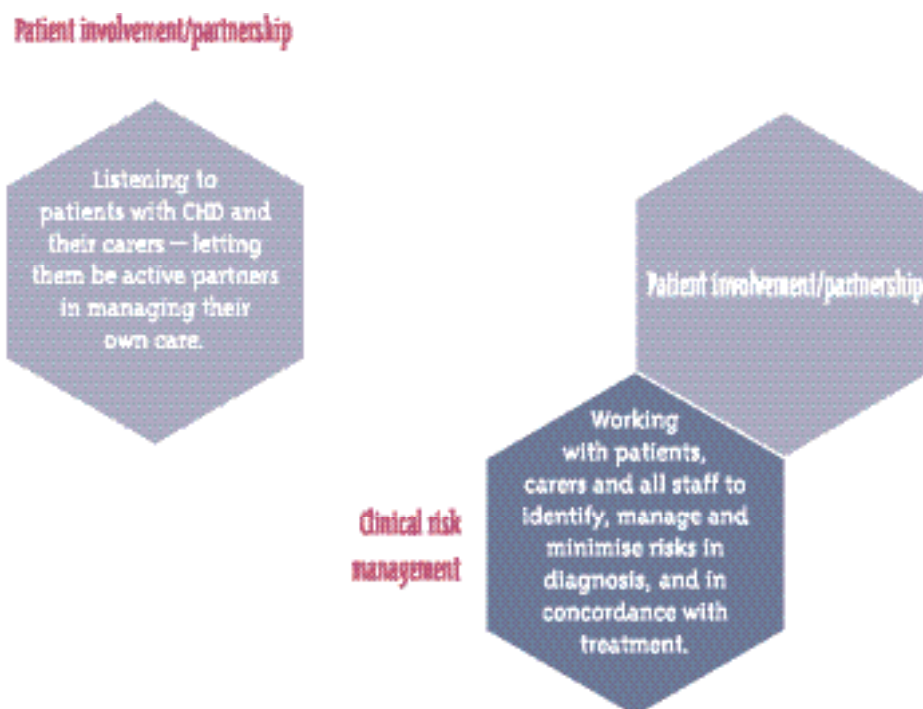 Patient involvement/partnership
Listening to
patients with CHD and
their carers — letting
them be active partners
in managing their
own care.
Patient involvement/partnership
Clinical risk
management
Working
with patients,
carers and all staff to
identify, manage and
minimise risks in
diagnosis, and in
concordance with
treatment.